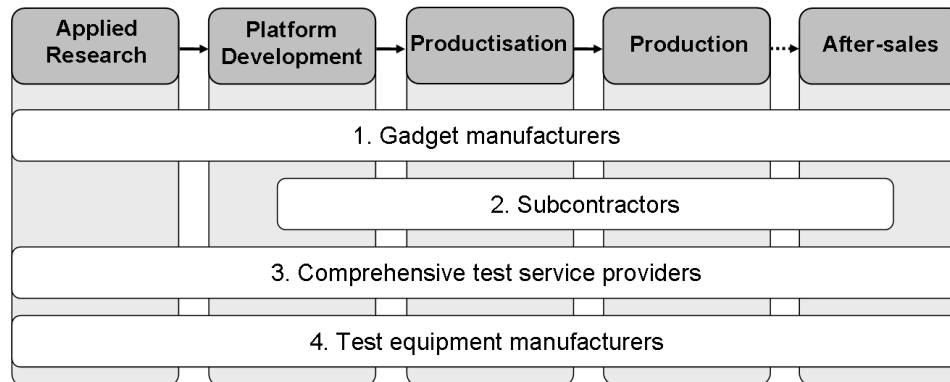 Applied
Research
Platform
Development
Productisation
Production
After-sales
1. Gadget manufacturers
2. Subcontractors
3. Comprehensive test service providers
4. Test equipment manufacturers